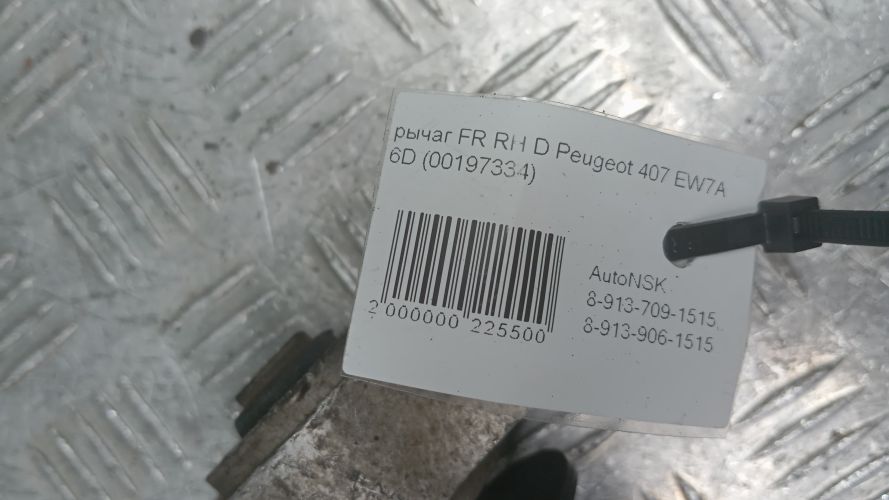 рычаг FR RH D Peugeot 407 EW7A
6D (00197334)
2 000000 225500
AutoNSK
8-913-709-1515
8-913-906-1515